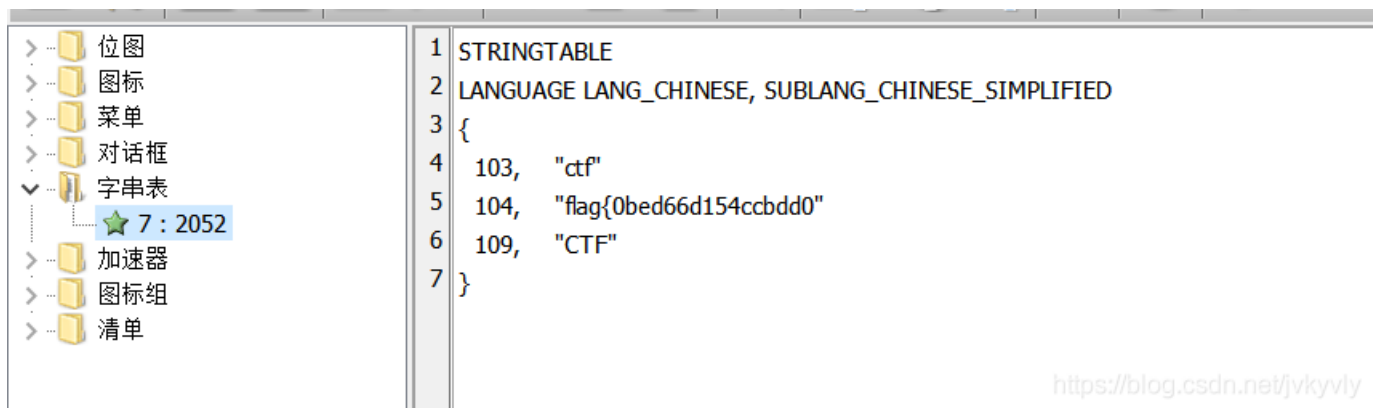 位图
图标
菜单
对话框
字串表
7 : 2052
加速器
图标组
清单
1 STRINGTABLE
2 LANGUAGE LANG_CHINESE, SUBLANG_CHINESE_SIMPLIFIED
3 {
4 103, "ctf"
5 104, "flag{0bed66d154ccbdd0"
6 109, "CTF"
7 }
https://blog.csdn.net/jvkyvly